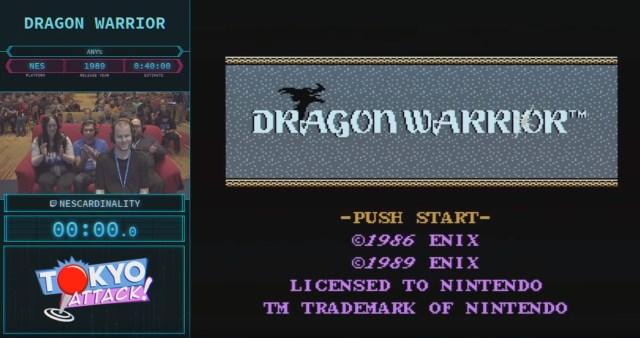 DRAGON WARRIOR
ANY%
NES 1989 0:40:00
PLATFORM RELEASE YEAR ESTIMATE
NESCARDINALITY
00:00.0
TOKYO
ATTACK!
DRAGON WARRIOR™
-PUSH START-
©1986 ENIX
©1989 ENIX
LICENSED TO NINTENDO
TM TRADEMARK OF NINTENDO